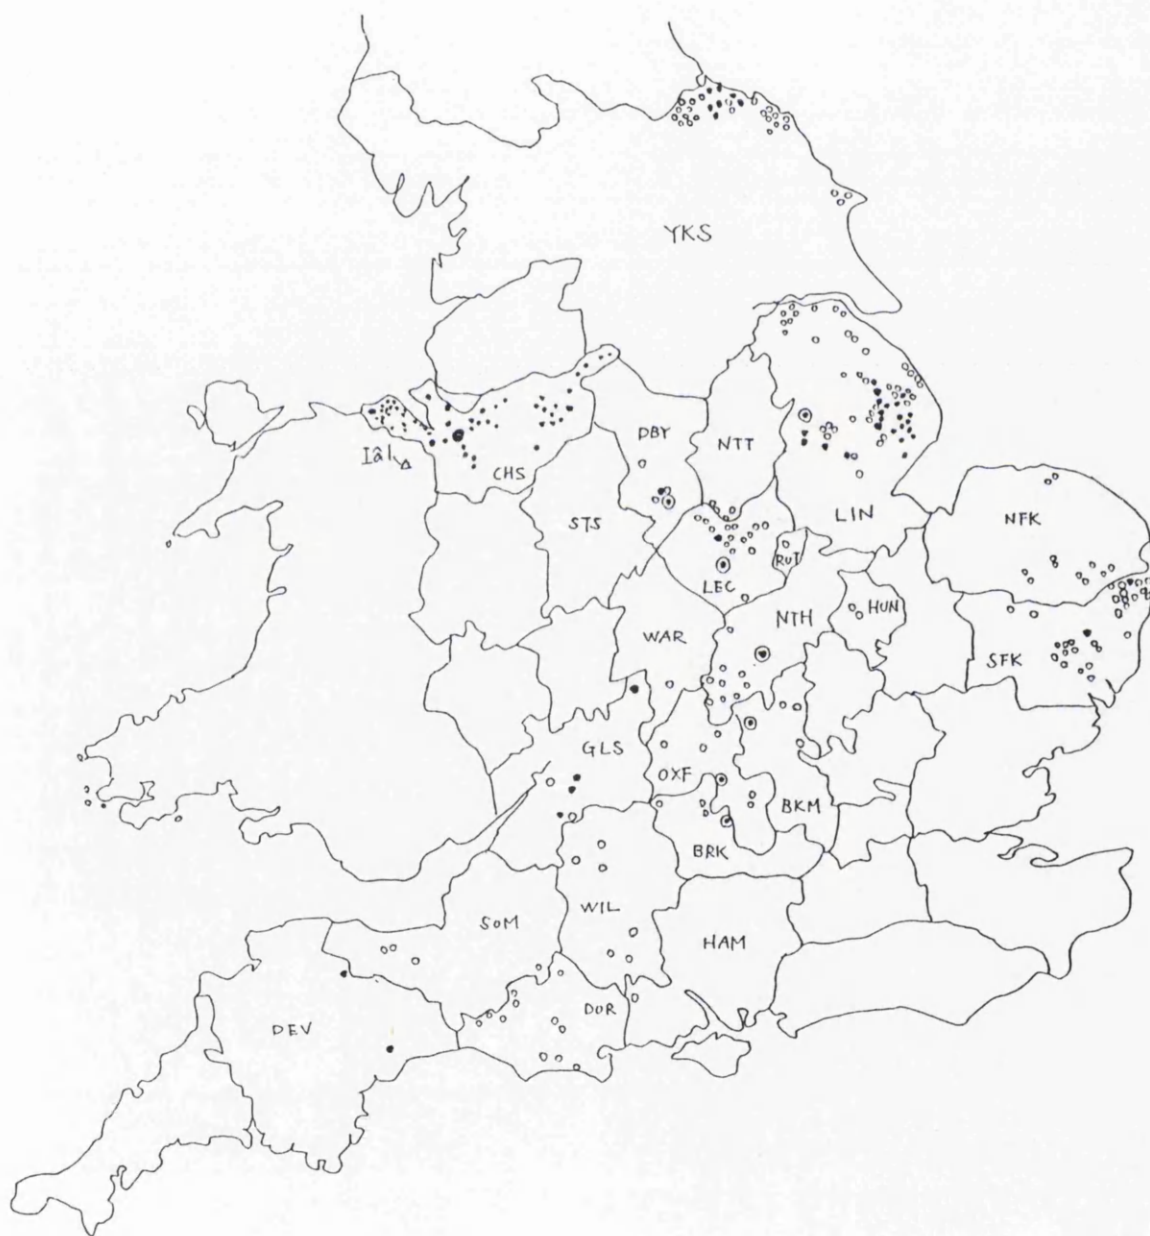 YKS
DBY
NTT
Iâl
CHS
LIN
NFK
STS
RUT
LEC
HUN
NTH
WAR
SFK
GLS
OXF
BKM
BRK
WIL
SOM
HAM
DOR
DEV